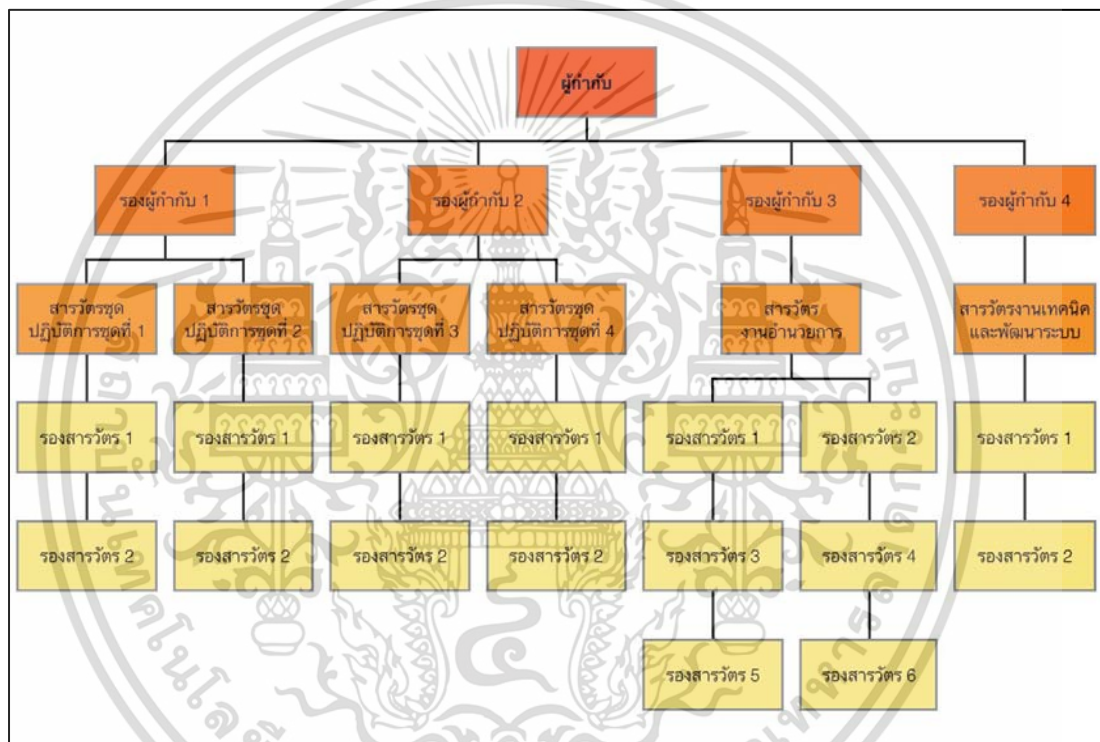 ผู้กำกับ
รองผู้กำกับ 1
รองผู้กำกับ 2
รองผู้กำกับ 3
รองผู้กำกับ 4
สารวัตรชุด
ปฏิบัติการชุดที่ 1
สารวัตรชุด
ปฏิบัติการชุดที่ 2
สารวัตรชุด
ปฏิบัติการชุดที่ 3
สารวัตรชุด
ปฏิบัติการชุดที่ 4
สารวัตร
งานอำนวยการ
สารวัตรงานเทคนิค
และพัฒนาระบบ
รองสารวัตร 1
รองสารวัตร 1
รองสารวัตร 1
รองสารวัตร 1
รองสารวัตร 1
รองสารวัตร 2
รองสารวัตร 1
รองสารวัตร 2
รองสารวัตร 2
รองสารวัตร 2
รองสารวัตร 2
รองสารวัตร 3
รองสารวัตร 4
รองสารวัตร 2
รองสารวัตร 5
รองสารวัตร 6